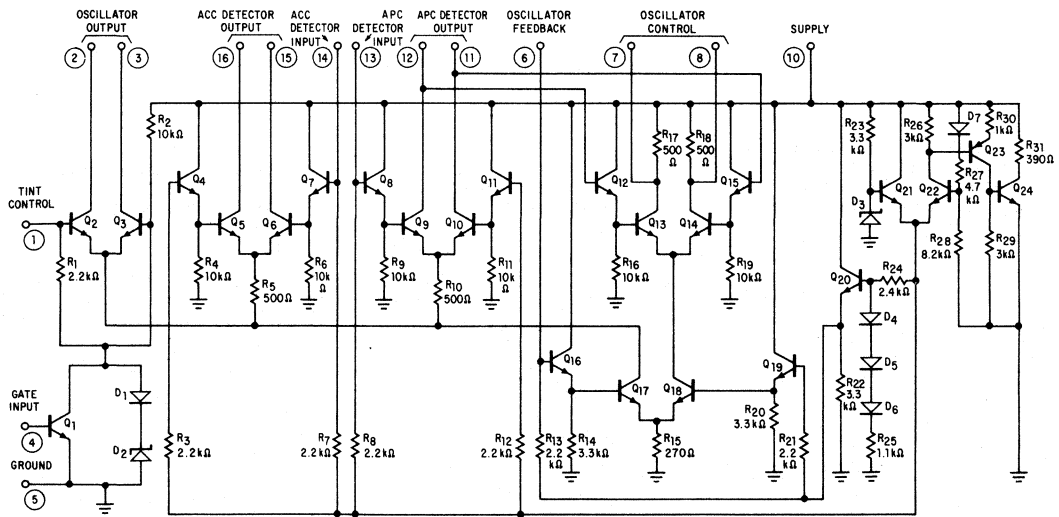 OSCILLATOR
OUTPUT
ACC DETECTOR
OUTPUT
ACC
DETECTOR
INPUT
APC
DETECTOR
INPUT
APC DETECTOR
OUTPUT
OSCILLATOR
FEEDBACK
OSCILLATOR
CONTROL
SUPPLY
2
3
16
15
14
13
12
11
6
7
8
10
R2
10kΩ
Q4
Q5
Q6
Q7
Q8
Q9
Q10
Q11
R17
500
Ω
R18
500
Ω
Q12
Q13
Q14
Q15
R23
3.3
kΩ
R26
3kΩ
D7
R30
1kΩ
Q23
R31
390Ω
Q21
Q22
R27
4.7
kΩ
Q24
D3
TINT
CONTROL
1
Q2
Q3
R1
2.2kΩ
R4
10kΩ
R5
500Ω
R6
10k
Ω
R9
10kΩ
R10
500Ω
R11
10k
Ω
R16
10kΩ
R19
10kΩ
R28
8.2kΩ
R29
3kΩ
Q20
R24
2.4kΩ
D4
D5
D6
R22
3.3
kΩ
R25
1.1kΩ
Q16
Q17
Q18
Q19
GATE
INPUT
4
Q1
D1
D2
GROUND
5
R3
2.2kΩ
R7
2.2kΩ
R8
2.2kΩ
R12
2.2kΩ
R13
2.2
kΩ
R14
3.3kΩ
R15
270Ω
R20
3.3kΩ
R21
2.2
kΩ